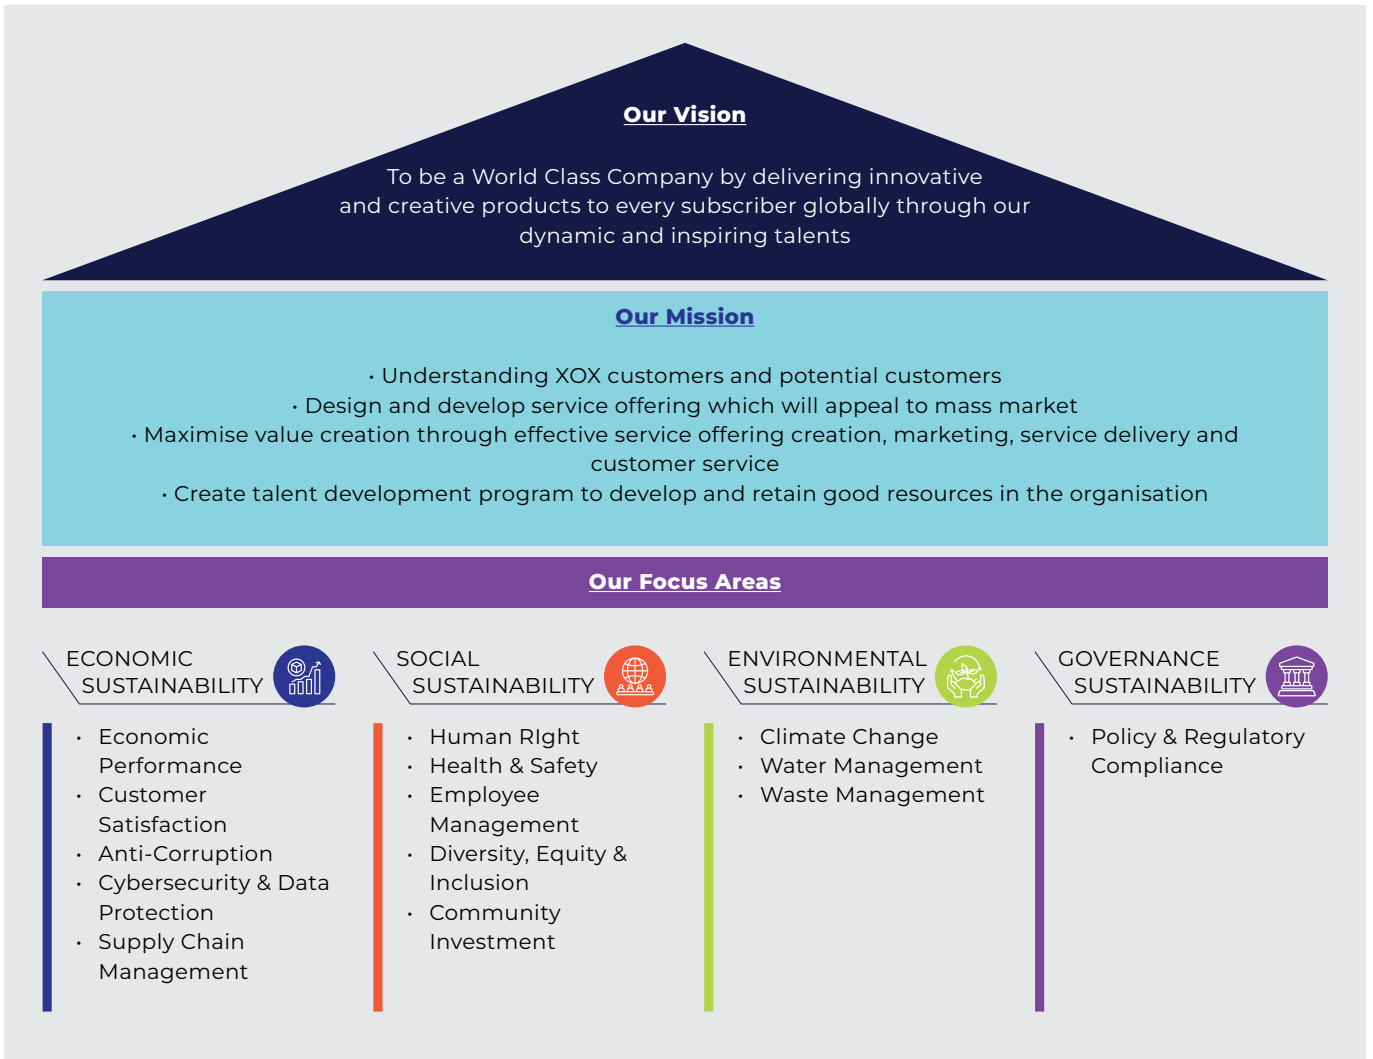 Our Vision
To be a World Class Company by delivering innovative
and creative products to every subscriber globally through our
dynamic and inspiring talents
Our Mission
• Understanding XOX customers and potential customers
• Design and develop service offering which will appeal to mass market
• Maximise value creation through effective service offering creation, marketing, service delivery and
customer service
• Create talent development program to develop and retain good resources in the organisation
Our Focus Areas
ECONOMIC
SUSTAINABILITY
• Economic
Performance
• Customer
Satisfaction
• Anti-Corruption
• Cybersecurity & Data
Protection
• Supply Chain
Management
SOCIAL
SUSTAINABILITY
• Human RIght
• Health & Safety
• Employee
Management
• Diversity, Equity &
Inclusion
• Community
Investment
ENVIRONMENTAL
SUSTAINABILITY
• Climate Change
• Water Management
• Waste Management
GOVERNANCE
SUSTAINABILITY
• Policy & Regulatory
Compliance